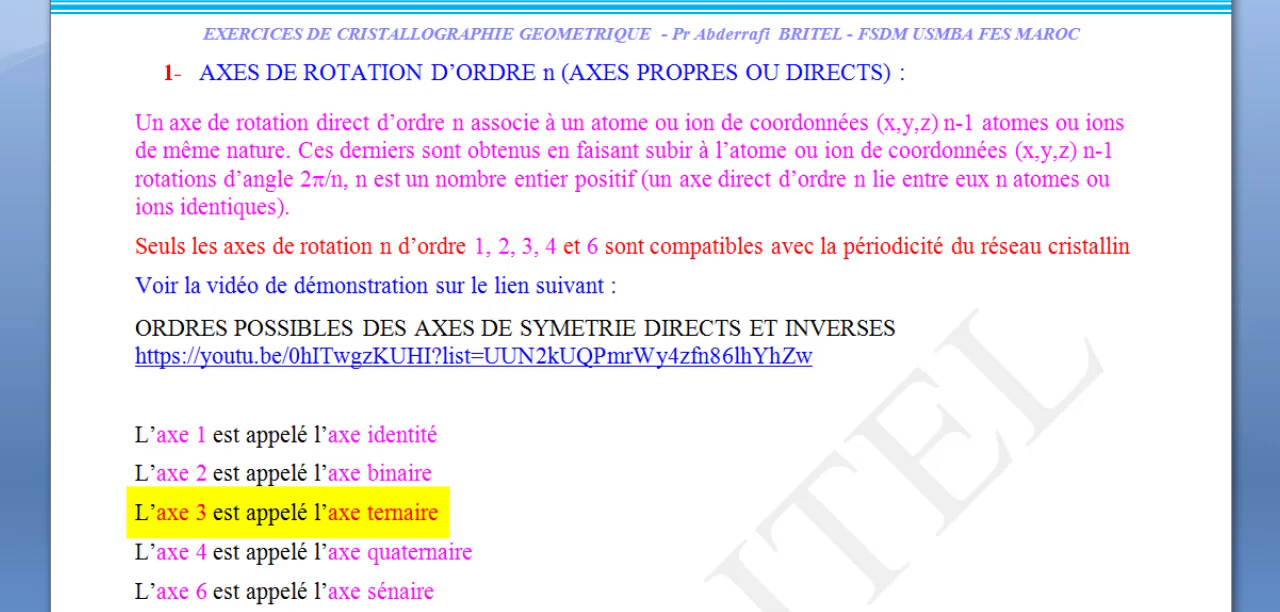 EXERCICES DE CRISTALLOGRAPHIE GEOMETRIQUE - Pr Abderrafi BRITEL - FSDM USMBA FES MAROC
1- AXES DE ROTATION D'ORDRE n (AXES PROPRES OU DIRECTS) :
Un axe de rotation direct d'ordre n associe à un atome ou ion de coordonnées (x,y,z) n-1 atomes ou ions
de même nature. Ces derniers sont obtenus en faisant subir à l'atome ou ion de coordonnées (x,y,z) n-1
rotations d'angle 2π/n, n est un nombre entier positif (un axe direct d'ordre n lie entre eux n atomes ou
ions identiques).
Seuls les axes de rotation n d'ordre 1, 2, 3, 4 et 6 sont compatibles avec la périodicité du réseau cristallin
Voir la vidéo de démonstration sur le lien suivant :
ORDRES POSSIBLES DES AXES DE SYMETRIE DIRECTS ET INVERSES
https://youtu.be/0hITwgzKUHI?list=UUN2kUQPmrWy4zfn86lhYhZw
L'axe 1 est appelé l'axe identité
L'axe 2 est appelé l'axe binaire
L'axe 3 est appelé l'axe ternaire
L'axe 4 est appelé l'axe quaternaire
L'axe 6 est appelé l'axe sénaire
ITEL